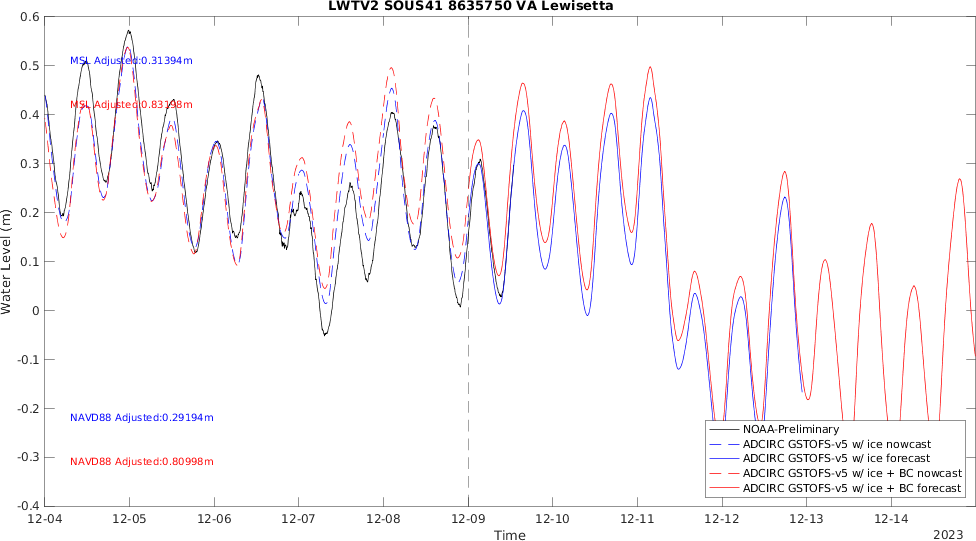 LWTV2 SOUS41 8635750 VA Lewisetta
0.6
0.5
0.4
0.3
0.2
0.1
0
-0.1
-0.2
-0.3
-0.4
Water Level (m)
MSL Adjusted:0.31394m
MSL Adjusted:0.83198m
NAVD88 Adjusted:0.29194m
NAVD88 Adjusted:0.80998m
NOAA-Preliminary
ADCIRC GSTOFS-v5 w/ ice nowcast
ADCIRC GSTOFS-v5 w/ ice forecast
ADCIRC GSTOFS-v5 w/ ice + BC nowcast
ADCIRC GSTOFS-v5 w/ ice + BC forecast
12-04 12-05 12-06 12-07 12-08 12-09 12-10 12-11 12-12 12-13 12-14
Time
2023